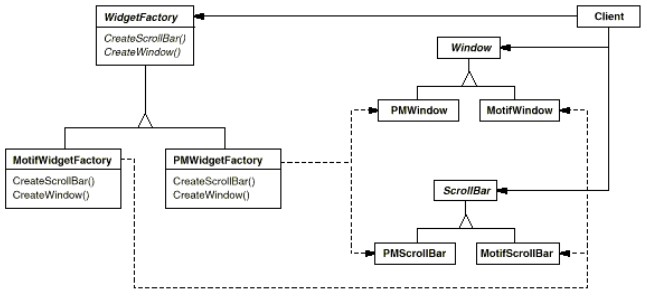 WidgetFactory
CreateScrollBar()
CreateWindow()
Client
Window
PMWindow
MotifWindow
MotifWidgetFactory
CreateScrollBar()
CreateWindow()
PMWidgetFactory
CreateScrollBar()
CreateWindow()
ScrollBar
PMScrollBar
MotifScrollBar